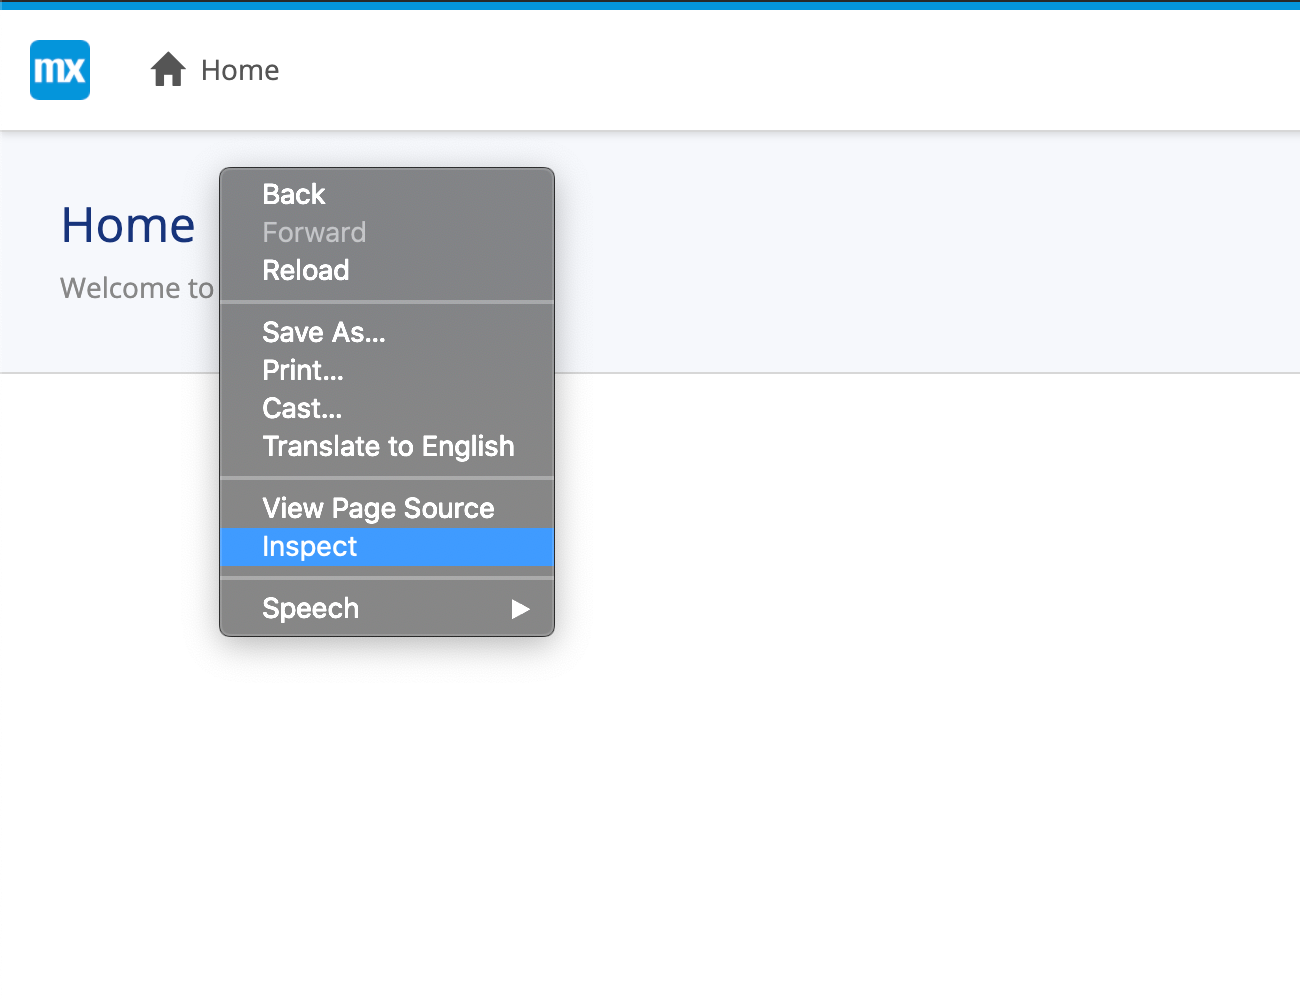 mx
Home
Home
Welcome to
Back
Forward
Reload
Save As...
Print...
Cast...
Translate to English
View Page Source
Inspect
Speech